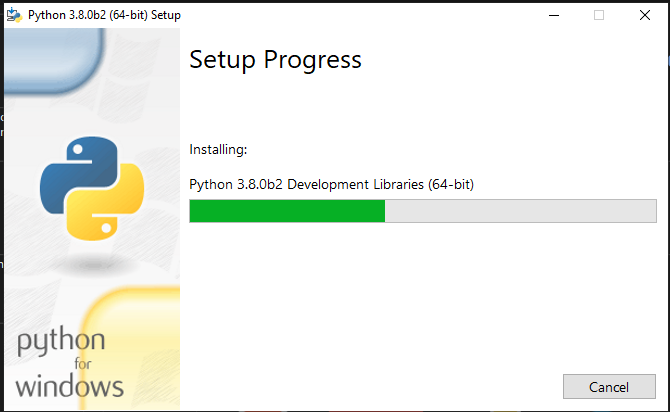 Python 3.8.0b2 (64-bit) Setup
Setup Progress
Installing:
Python 3.8.0b2 Development Libraries (64-bit)
python
for
windows
Cancel